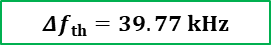 Δf_th = 39.77 kHz